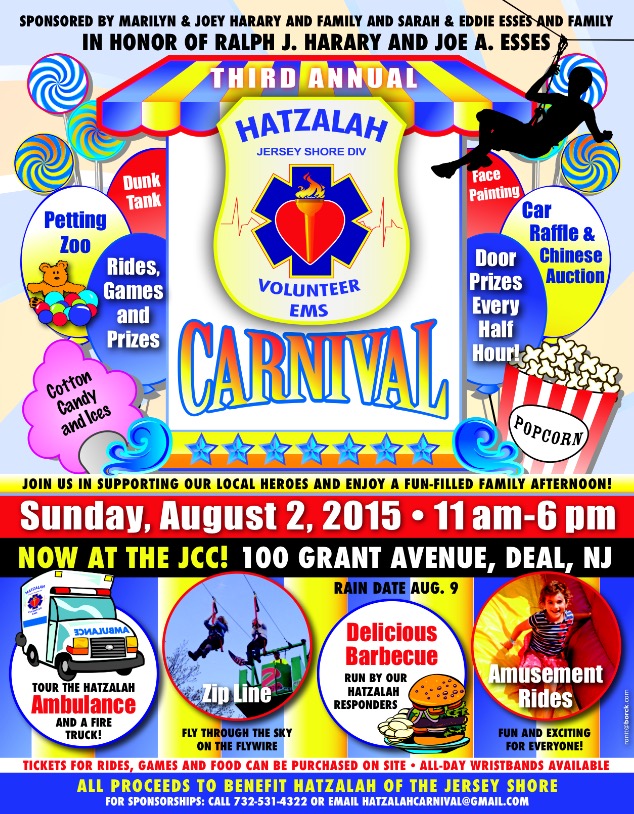 SPONSORED BY MARILYN & JOEY HARARY AND FAMILY AND SARAH & EDDIE ESSES AND FAMILY
IN HONOR OF RALPH J. HARARY AND JOE A. ESSES
THIRD ANNUAL
HATZALAH
JERSEY SHORE DIV
VOLUNTEER
EMS
CARNIVAL
Dunk
Tank
Petting
Zoo
Rides,
Games
and
Prizes
Cotton
Candy
and Ices
Face
Painting
Car
Raffle &
Chinese
Auction
Door
Prizes
Every
Half
Hour!
POPCORN
JOIN US IN SUPPORTING OUR LOCAL HEROES AND ENJOY A FUN-FILLED FAMILY AFTERNOON!
Sunday, August 2, 2015 • 11 am-6 pm
NOW AT THE JCC! 100 GRANT AVENUE, DEAL, NJ
RAIN DATE AUG. 9
HATZALAH
AMBULANCE
TOUR THE HATZALAH
Ambulance
AND A FIRE
TRUCK!
Zip Line
FLY THROUGH THE SKY
ON THE FLYWIRE
Delicious
Barbecue
RUN BY OUR
HATZALAH
RESPONDERS
Amusement
Rides
FUN AND EXCITING
FOR EVERYONE!
TICKETS FOR RIDES, GAMES AND FOOD CAN BE PURCHASED ON SITE • ALL-DAY WRISTBANDS AVAILABLE
ALL PROCEEDS TO BENEFIT HATZALAH OF THE JERSEY SHORE
FOR SPONSORSHIPS: CALL 732-531-4322 OR EMAIL HATZALAHCARNIVAL@GMAIL.COM